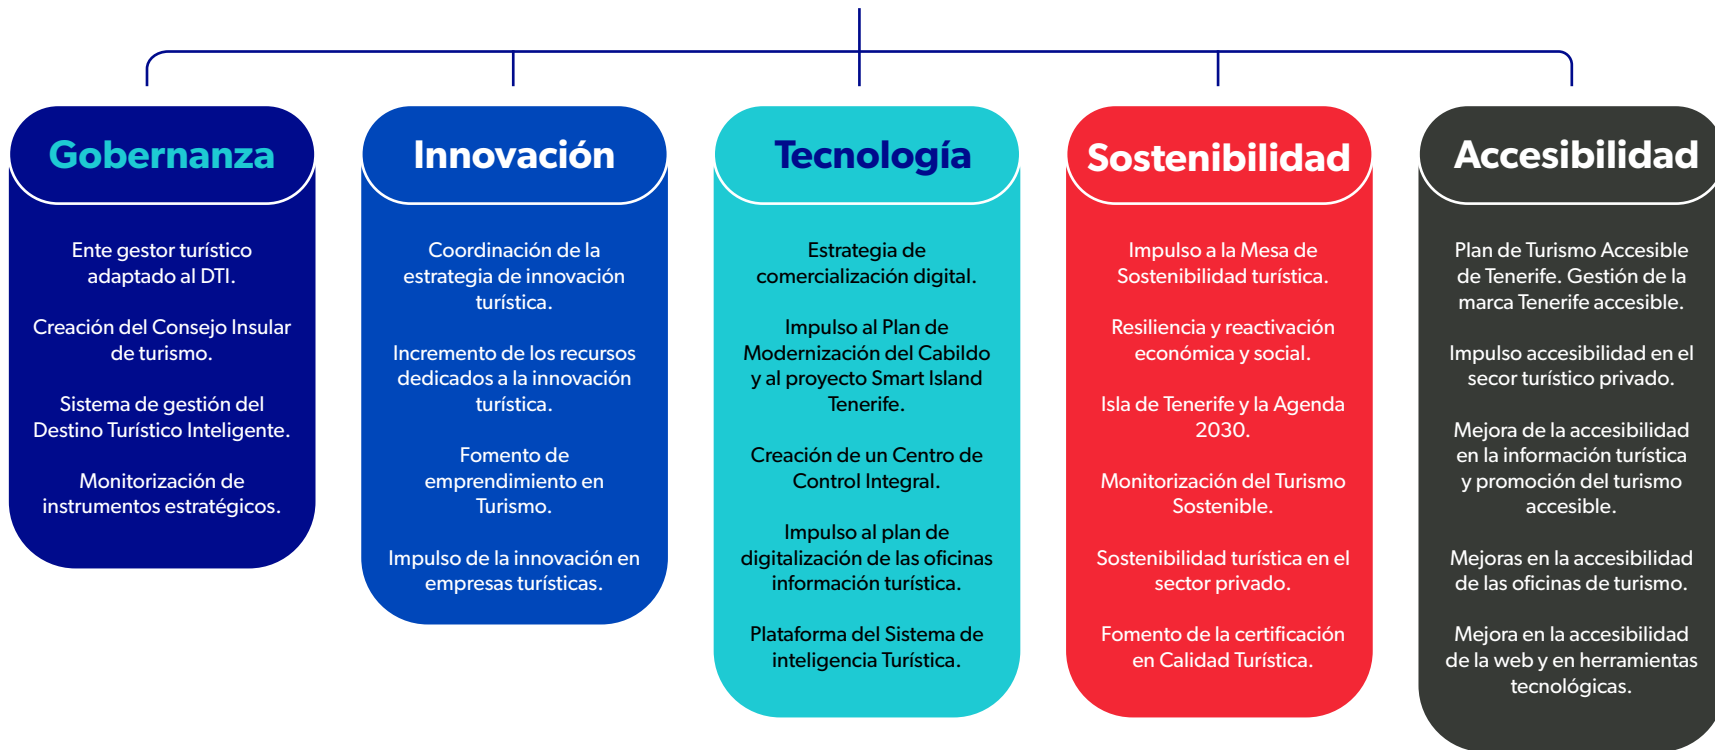 Gobernanza
Ente gestor turístico
adaptado al DTI.
Creación del Consejo Insular
de turismo.
Sistema de gestión del
Destino Turístico Inteligente.
Monitorización de
instrumentos estratégicos.
Innovación
Coordinación de la
estrategia de innovación
turística.
Incremento de los recursos
dedicados a la innovación
turística.
Fomento de
emprendimiento en
Turismo.
Impulso de la innovación en
empresas turísticas.
Tecnología
Estrategia de
comercialización digital.
Impulso al Plan de
Modernización del Cabildo
y al proyecto Smart Island
Tenerife.
Creación de un Centro de
Control Integral.
Impulso al plan de
digitalización de las oficinas
información turística.
Plataforma del Sistema de
inteligencia Turística.
Sostenibilidad
Impulso a la Mesa de
Sostenibilidad turística.
Resiliencia y reactivación
económica y social.
Isla de Tenerife y la Agenda
2030.
Monitorización del Turismo
Sostenible.
Sostenibilidad turística en el
sector privado.
Fomento de la certificación
en Calidad Turística.
Accesibilidad
Plan de Turismo Accesible
de Tenerife. Gestión de la
marca Tenerife accesible.
Impulso accesibilidad en el
secor turístico privado.
Mejora de la accesibilidad
en la información turística
y promoción del turismo
accesible.
Mejoras en la accesibilidad
de las oficinas de turismo.
Mejora en la accesibilidad
de la web y en herramientas
tecnológicas.